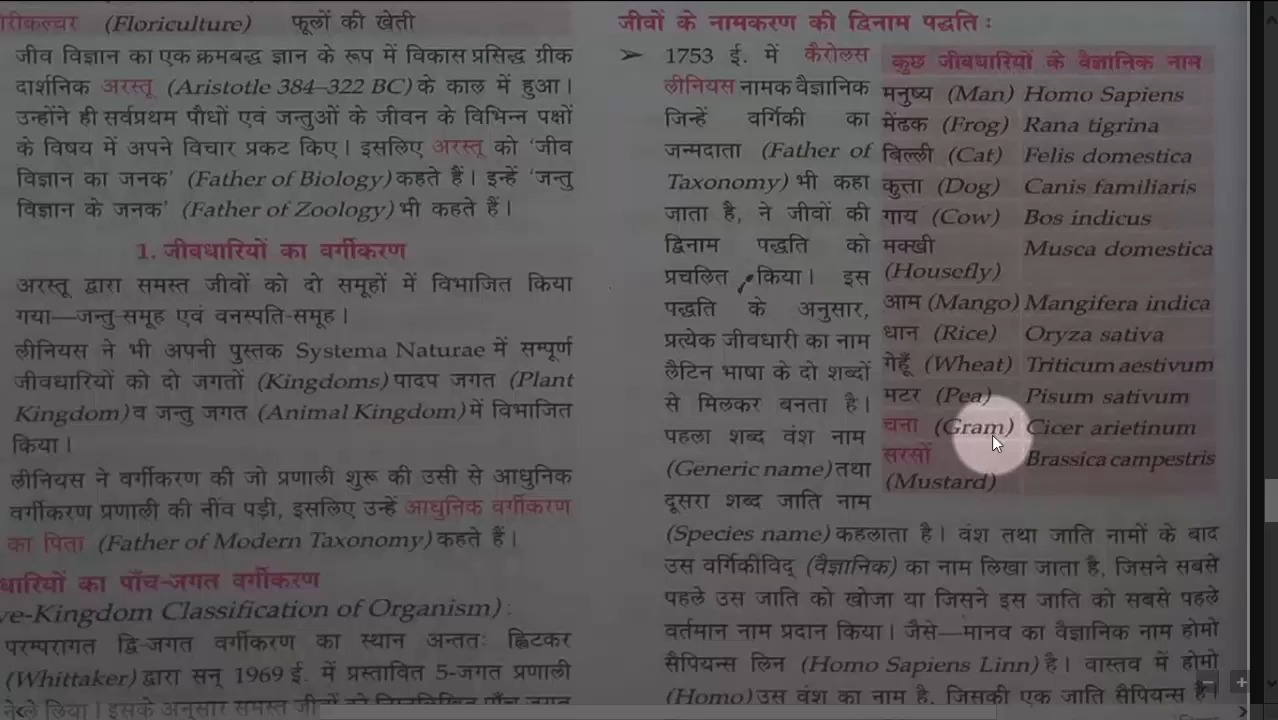 रीकल्चर (Floriculture) फूलों की खेती
जीव विज्ञान का एक क्रमबद्ध ज्ञान के रूप में विकास प्रसिद्ध ग्रीक
दार्शनिक अरस्तू (Aristotle 384–322 BC) के काल में हुआ।
उन्होंने ही सर्वप्रथम पौधों एवं जन्तुओं के जीवन के विभिन्न पक्षों
के विषय में अपने विचार प्रकट किए। इसलिए अरस्तू को 'जीव
विज्ञान का जनक' (Father of Biology) कहते हैं। इन्हें 'जन्तु
विज्ञान के जनक' (Father of Zoology) भी कहते हैं।
1. जीवधारियों का वर्गीकरण
अरस्तू द्वारा समस्त जीवों को दो समूहों में विभाजित किया
गया—जन्तु-समूह एवं वनस्पति-समूह।
लीनियस ने भी अपनी पुस्तक Systema Naturae में सम्पूर्ण
जीवधारियों को दो जगतों (Kingdoms) पादप जगत (Plant
Kingdom) व जन्तु जगत (Animal Kingdom) में विभाजित
किया।
लीनियस ने वर्गीकरण की जो प्रणाली शुरू की उसी से आधुनिक
वर्गीकरण प्रणाली की नींव पड़ी, इसलिए उन्हें आधुनिक वर्गीकरण
का पिता (Father of Modern Taxonomy) कहते हैं।
धारियों का पाँच-जगत वर्गीकरण
ve-Kingdom Classification of Organism) :
परम्परागत द्वि-जगत वर्गीकरण का स्थान अन्ततः ह्विटकर
(Whittaker) द्वारा सन् 1969 ई. में प्रस्तावित 5-जगत प्रणाली
ने ले लिया। इसके अनुसार समस्त जीवों को निम्नलिखित पाँच जगत
जीवों के नामकरण की द्विनाम पद्धति :
➢ 1753 ई. में कैरोलस
लीनियस नामक वैज्ञानिक
जिन्हें वर्गिकी का
जन्मदाता (Father of
Taxonomy) भी कहा
जाता है, ने जीवों की
द्विनाम पद्धति को
प्रचलित किया। इस
पद्धति के अनुसार,
प्रत्येक जीवधारी का नाम
लैटिन भाषा के दो शब्दों
से मिलकर बनता है।
पहला शब्द वंश नाम
(Generic name) तथा
दूसरा शब्द जाति नाम
कुछ जीवधारियों के वैज्ञानिक नाम
मनुष्य (Man) Homo Sapiens
मेंढक (Frog) Rana tigrina
बिल्ली (Cat) Felis domestica
कुत्ता (Dog) Canis familiaris
गाय (Cow) Bos indicus
मक्खी Musca domestica
(Housefly)
आम (Mango) Mangifera indica
धान (Rice) Oryza sativa
गेहूँ (Wheat) Triticum aestivum
मटर (Pea) Pisum sativum
चना (Gram) Cicer arietinum
सरसों Brassica campestris
(Mustard)
(Species name) कहलाता है। वंश तथा जाति नामों के बाद
उस वर्गिकीविद् (वैज्ञानिक) का नाम लिखा जाता है, जिसने सबसे
पहले उस जाति को खोजा या जिसने इस जाति को सबसे पहले
वर्तमान नाम प्रदान किया। जैसे—मानव का वैज्ञानिक नाम होमो
सैपियन्स लिन (Homo Sapiens Linn) है। वास्तव में होमो
(Homo) उस वंश का नाम है, जिसकी एक जाति सैपियन्स है।